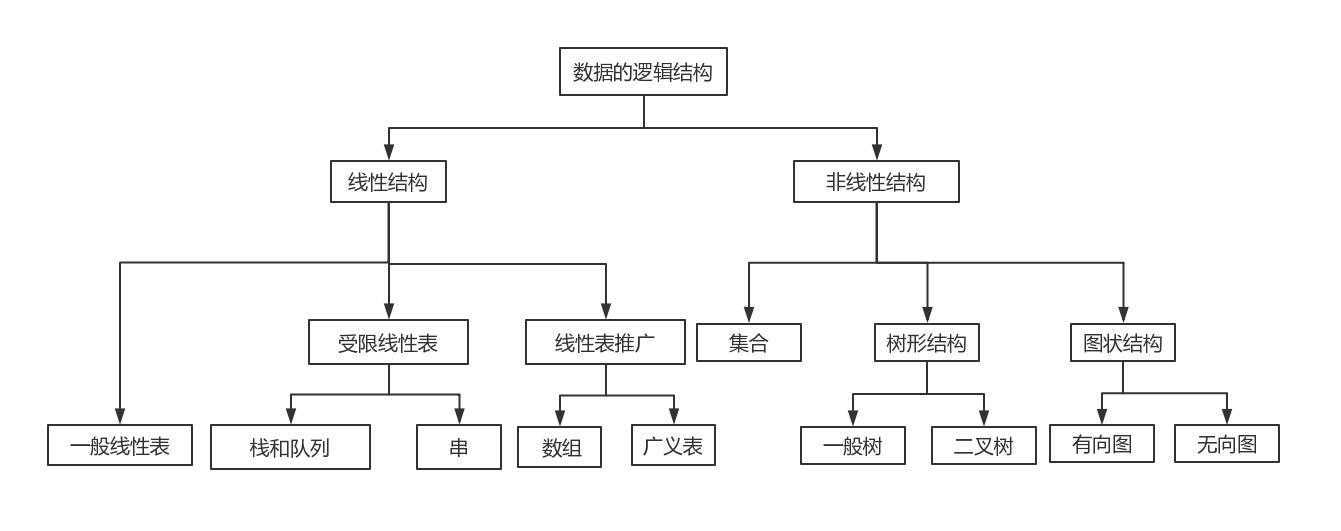 数据的逻辑结构
线性结构
非线性结构
受限线性表
线性表推广
集合
树形结构
图状结构
一般线性表
栈和队列
串
数组
广义表
一般树
二叉树
有向图
无向图